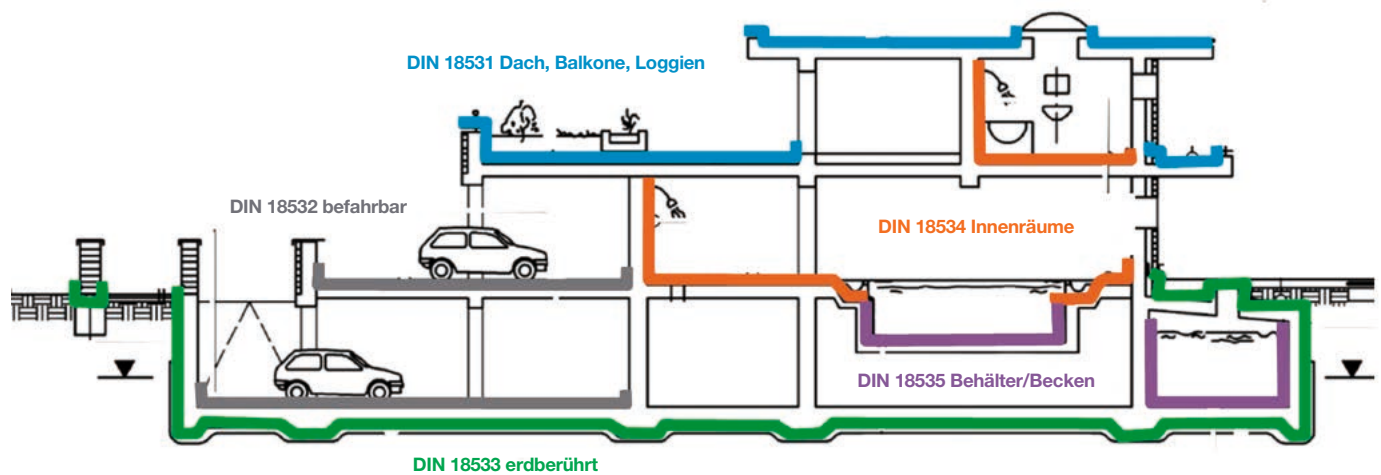 DIN 18531 Dach, Balkone, Loggien
DIN 18532 befahrbar
DIN 18534 Innenräume
DIN 18535 Behälter/Becken
DIN 18533 erdberührt